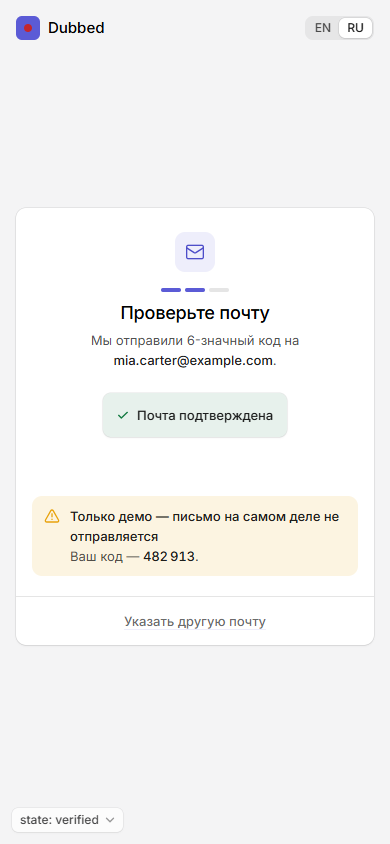 Dubbed
EN
RU
Проверьте почту
Мы отправили 6-значный код на
mia.carter@example.com.
Почта подтверждена
Только демо — письмо на самом деле не
отправляется
Ваш код — 482 913.
Указать другую почту
state: verified